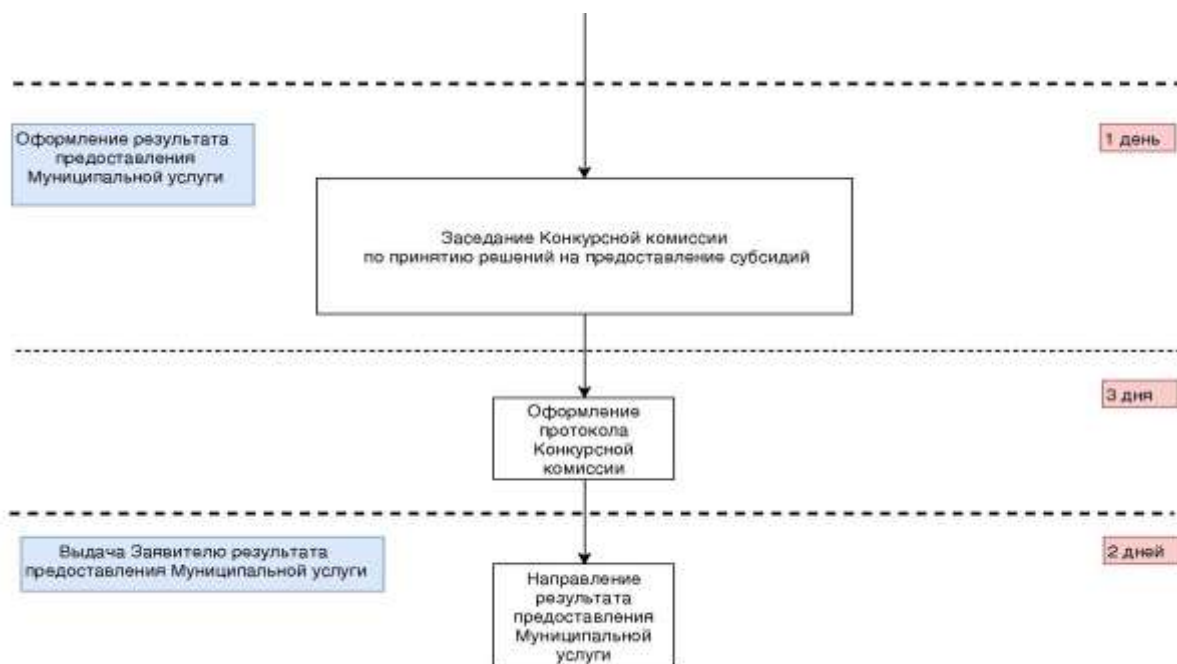 Оформление результата
предоставления
Муниципальной услуги
1 день
Заседание Конкурсной комиссии
по принятию решений на предоставление субсидий
3 дня
Оформление
протокола
Конкурсной
комиссии
Выдача Заявителю результата
предоставления Муниципальной услуги
2 дней
Направление
результата
предоставления
Муниципальной
услуги